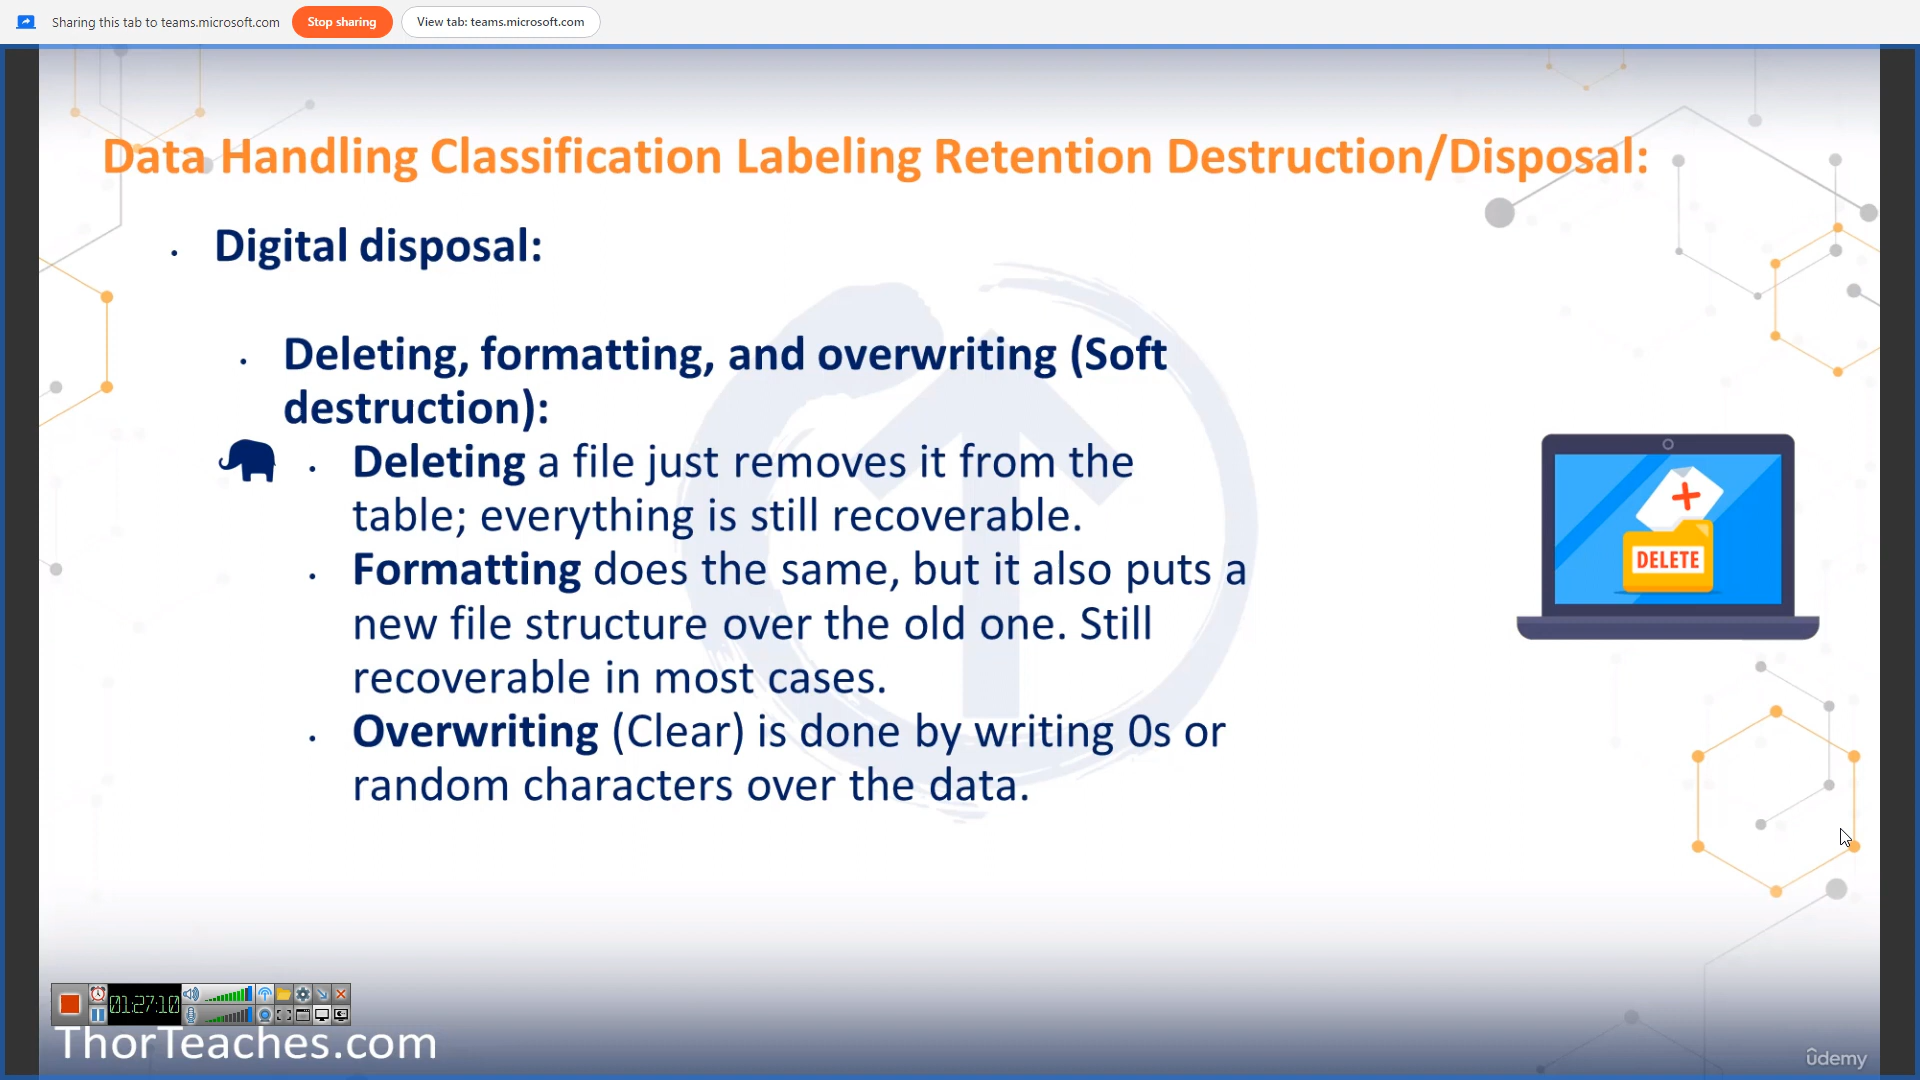 Sharing this tab to teams.microsoft.com Stop sharing View tab: teams.microsoft.com
Data Handling Classification Labeling Retention Destruction/Disposal:
• Digital disposal:
• Deleting, formatting, and overwriting (Soft
destruction):
• Deleting a file just removes it from the
table; everything is still recoverable.
• Formatting does the same, but it also puts a
new file structure over the old one. Still
recoverable in most cases.
• Overwriting (Clear) is done by writing 0s or
random characters over the data.
DELETE
01:27:10
ThorTeaches.com
ûdemy